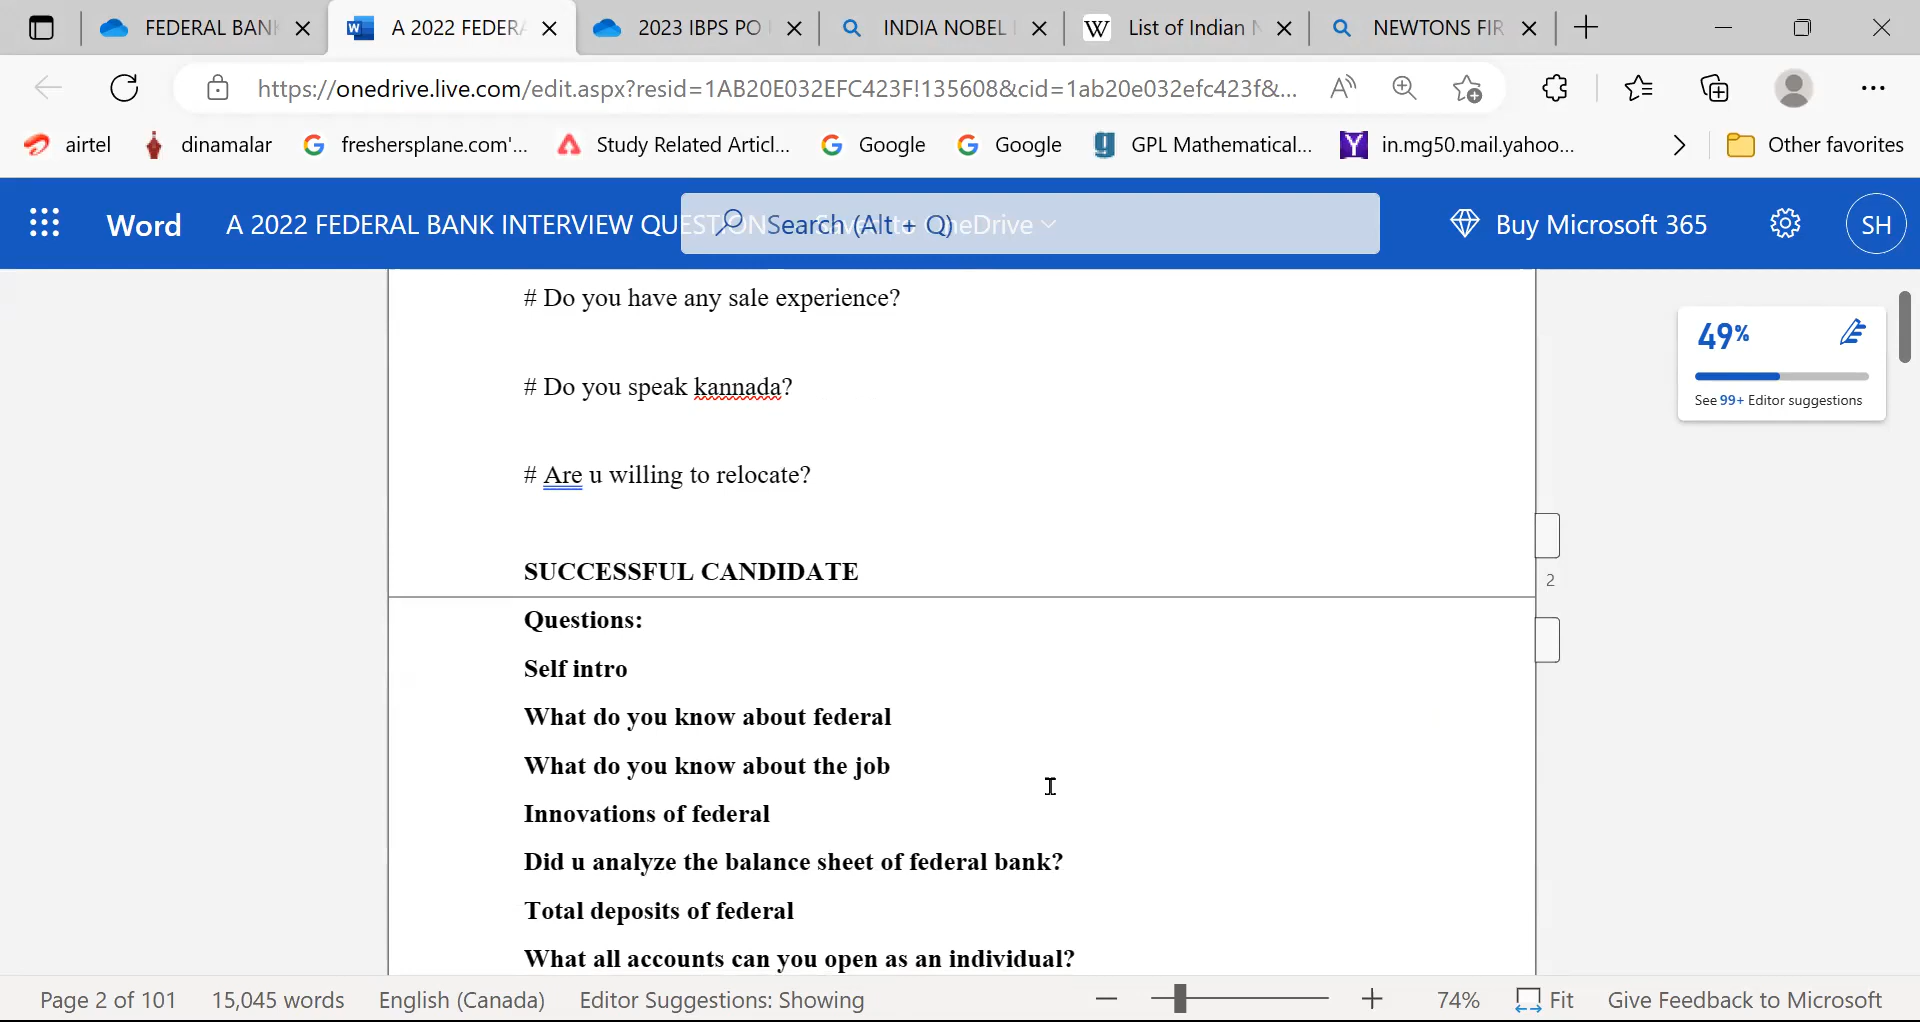 FEDERAL BAN
A 2022 FEDER
2023 IBPS PO
INDIA NOBEL
List of Indian
NEWTONS FIR
https://onedrive.live.com/edit.aspx?resid=1AB20E032EFC423F!135608&cid=1ab20e032efc423f&...
airtel
dinamalar
freshersplane.com'...
Study Related Articl...
Google
Google
GPL Mathematical...
in.mg50.mail.yahoo...
Other favorites
Word
A 2022 FEDERAL BANK INTERVIEW QUESTION
Search (Alt + Q)
Buy Microsoft 365
SH
# Do you have any sale experience?
49%
See 99+ Editor suggestions
# Do you speak kannada?
# Are u willing to relocate?
SUCCESSFUL CANDIDATE
2
Questions:
Self intro
What do you know about federal
What do you know about the job
Innovations of federal
Did u analyze the balance sheet of federal bank?
Total deposits of federal
What all accounts can you open as an individual?
Page 2 of 101
15,045 words
English (Canada)
Editor Suggestions: Showing
74%
Fit
Give Feedback to Microsoft